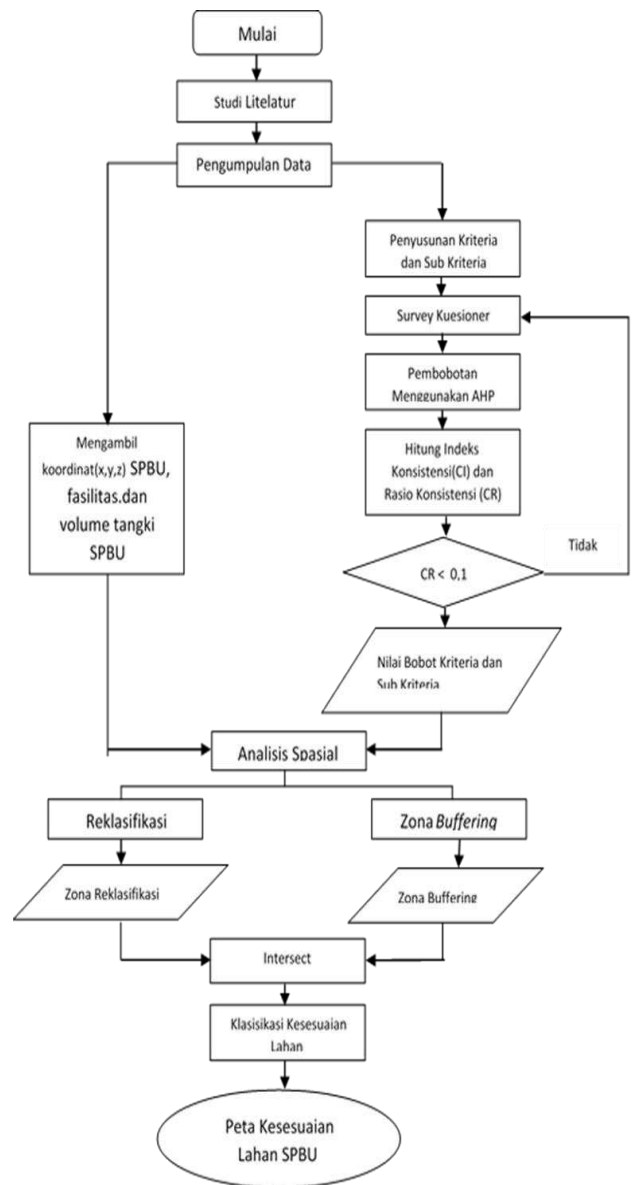 Mulai
Studi Litelatur
Pengumpulan Data
Penyusunan Kriteria
dan Sub Kriteria
Survey Kuesioner
Pembobotan
Menggunakan AHP
Mengambil
koordinat(x,y,z) SPBU,
fasilitas.dan
volume tangki
SPBU
Hitung Indeks
Konsistensi(CI) dan
Rasio Konsistensi (CR)
CR < 0,1
Tidak
Nilai Bobot Kriteria dan
Sub Kriteria
Analisis Spasial
Reklasifikasi
Zona Buffering
Zona Reklasifikasi
Zona Buffering
Intersect
Klasisikasi Kesesuaian
Lahan
Peta Kesesuaian
Lahan SPBU